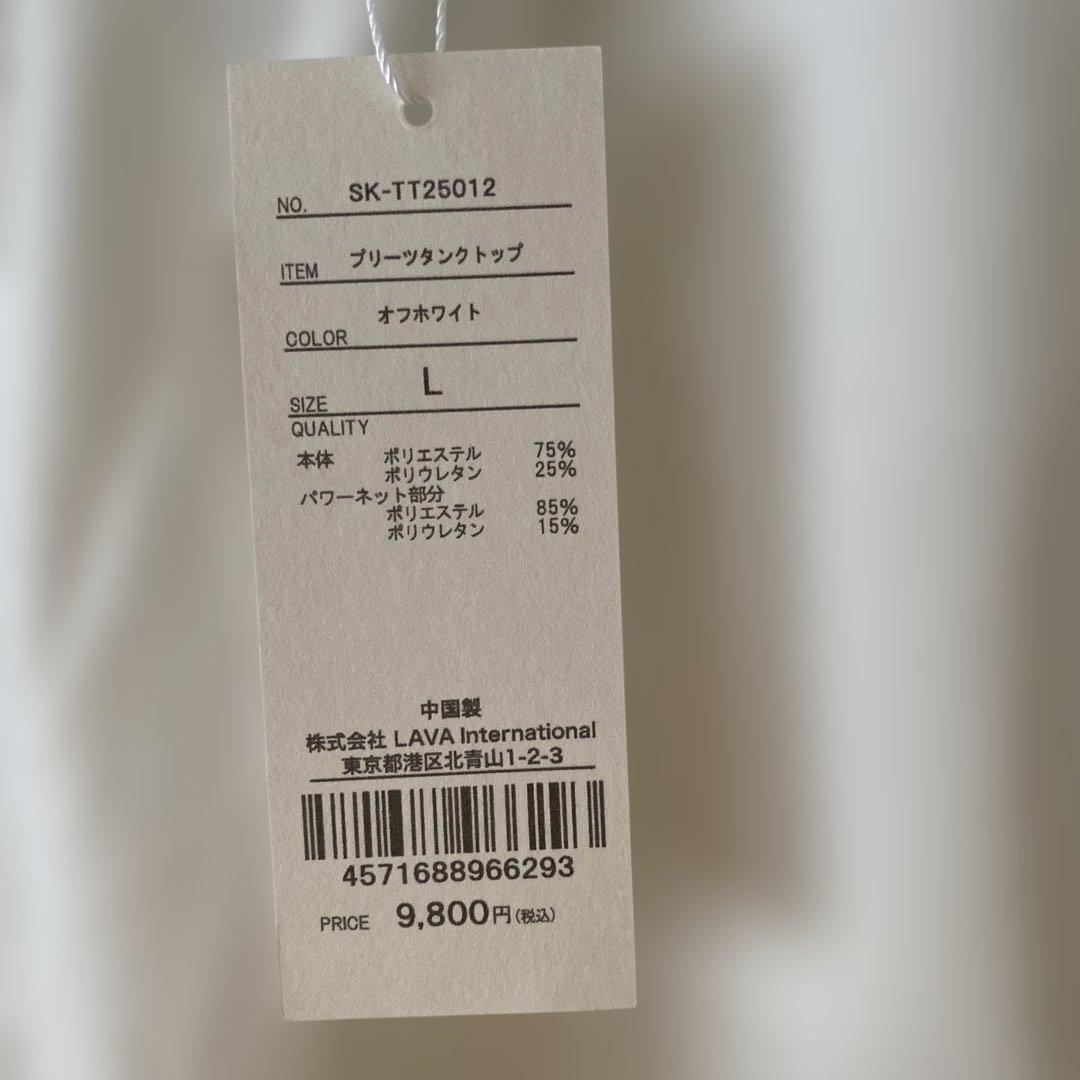 NO. SK-TT25012
ITEM プリーツタンクトップ
COLOR オフホワイト
SIZE L
QUALITY
本体 ポリエステル 75%
ポリウレタン 25%
パワーネット部分
ポリエステル 85%
ポリウレタン 15%
中国製
株式会社 LAVA International
東京都港区北青山1-2-3
4571688966293
PRICE 9,800円(税込)